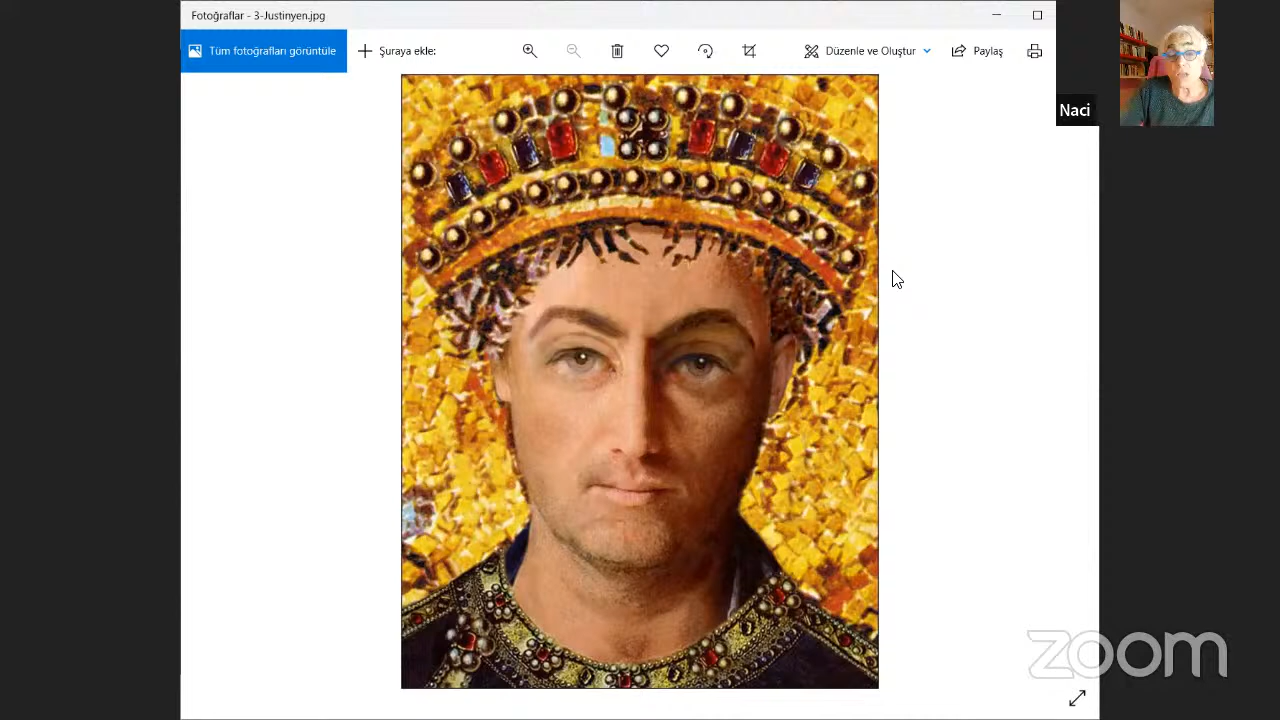 Fotoğraflar - 3-Justinyen.jpg
Tüm fotoğrafları görüntüle
Şuraya ekle:
Düzenle ve Oluştur
Paylaş
Naci
zoom